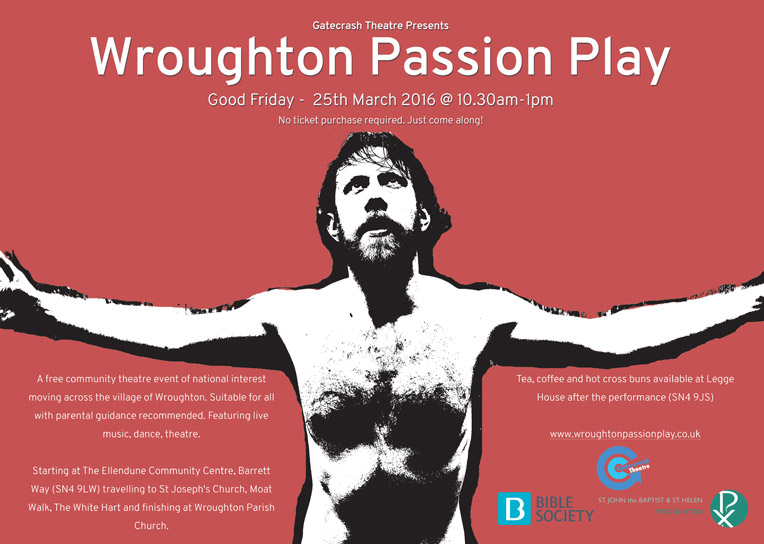 Gatecrash Theatre Presents
Wroughton Passion Play
Good Friday - 25th March 2016 @ 10.30am-1pm
No ticket purchase required. Just come along!
A free community theatre event of national interest
moving across the village of Wroughton. Suitable for all
with parental guidance recommended. Featuring live
music, dance, theatre.
Starting at The Ellendune Community Centre, Barrett
Way (SN4 9LW) travelling to St Joseph's Church, Moat
Walk, The White Hart and finishing at Wroughton Parish
Church.
Tea, coffee and hot cross buns available at Legge
House after the performance (SN4 9JS)
www.wroughtonpassionplay.co.uk
Theatre
B BIBLE
SOCIETY
ST. JOHN the BAPTIST & ST. HELEN